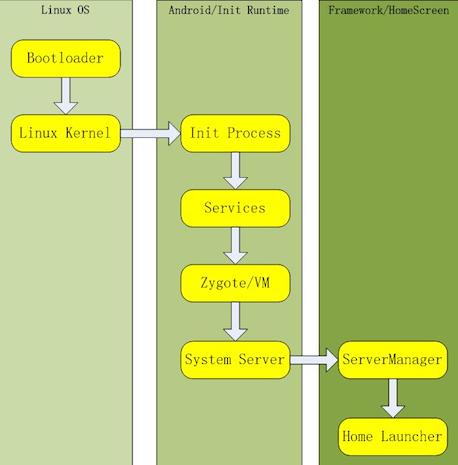 Linux OS
Android/Init Runtime
Framework/HomeScreen
Bootloader
Linux Kernel
Init Process
Services
Zygote/VM
System Server
ServerManager
Home Launcher